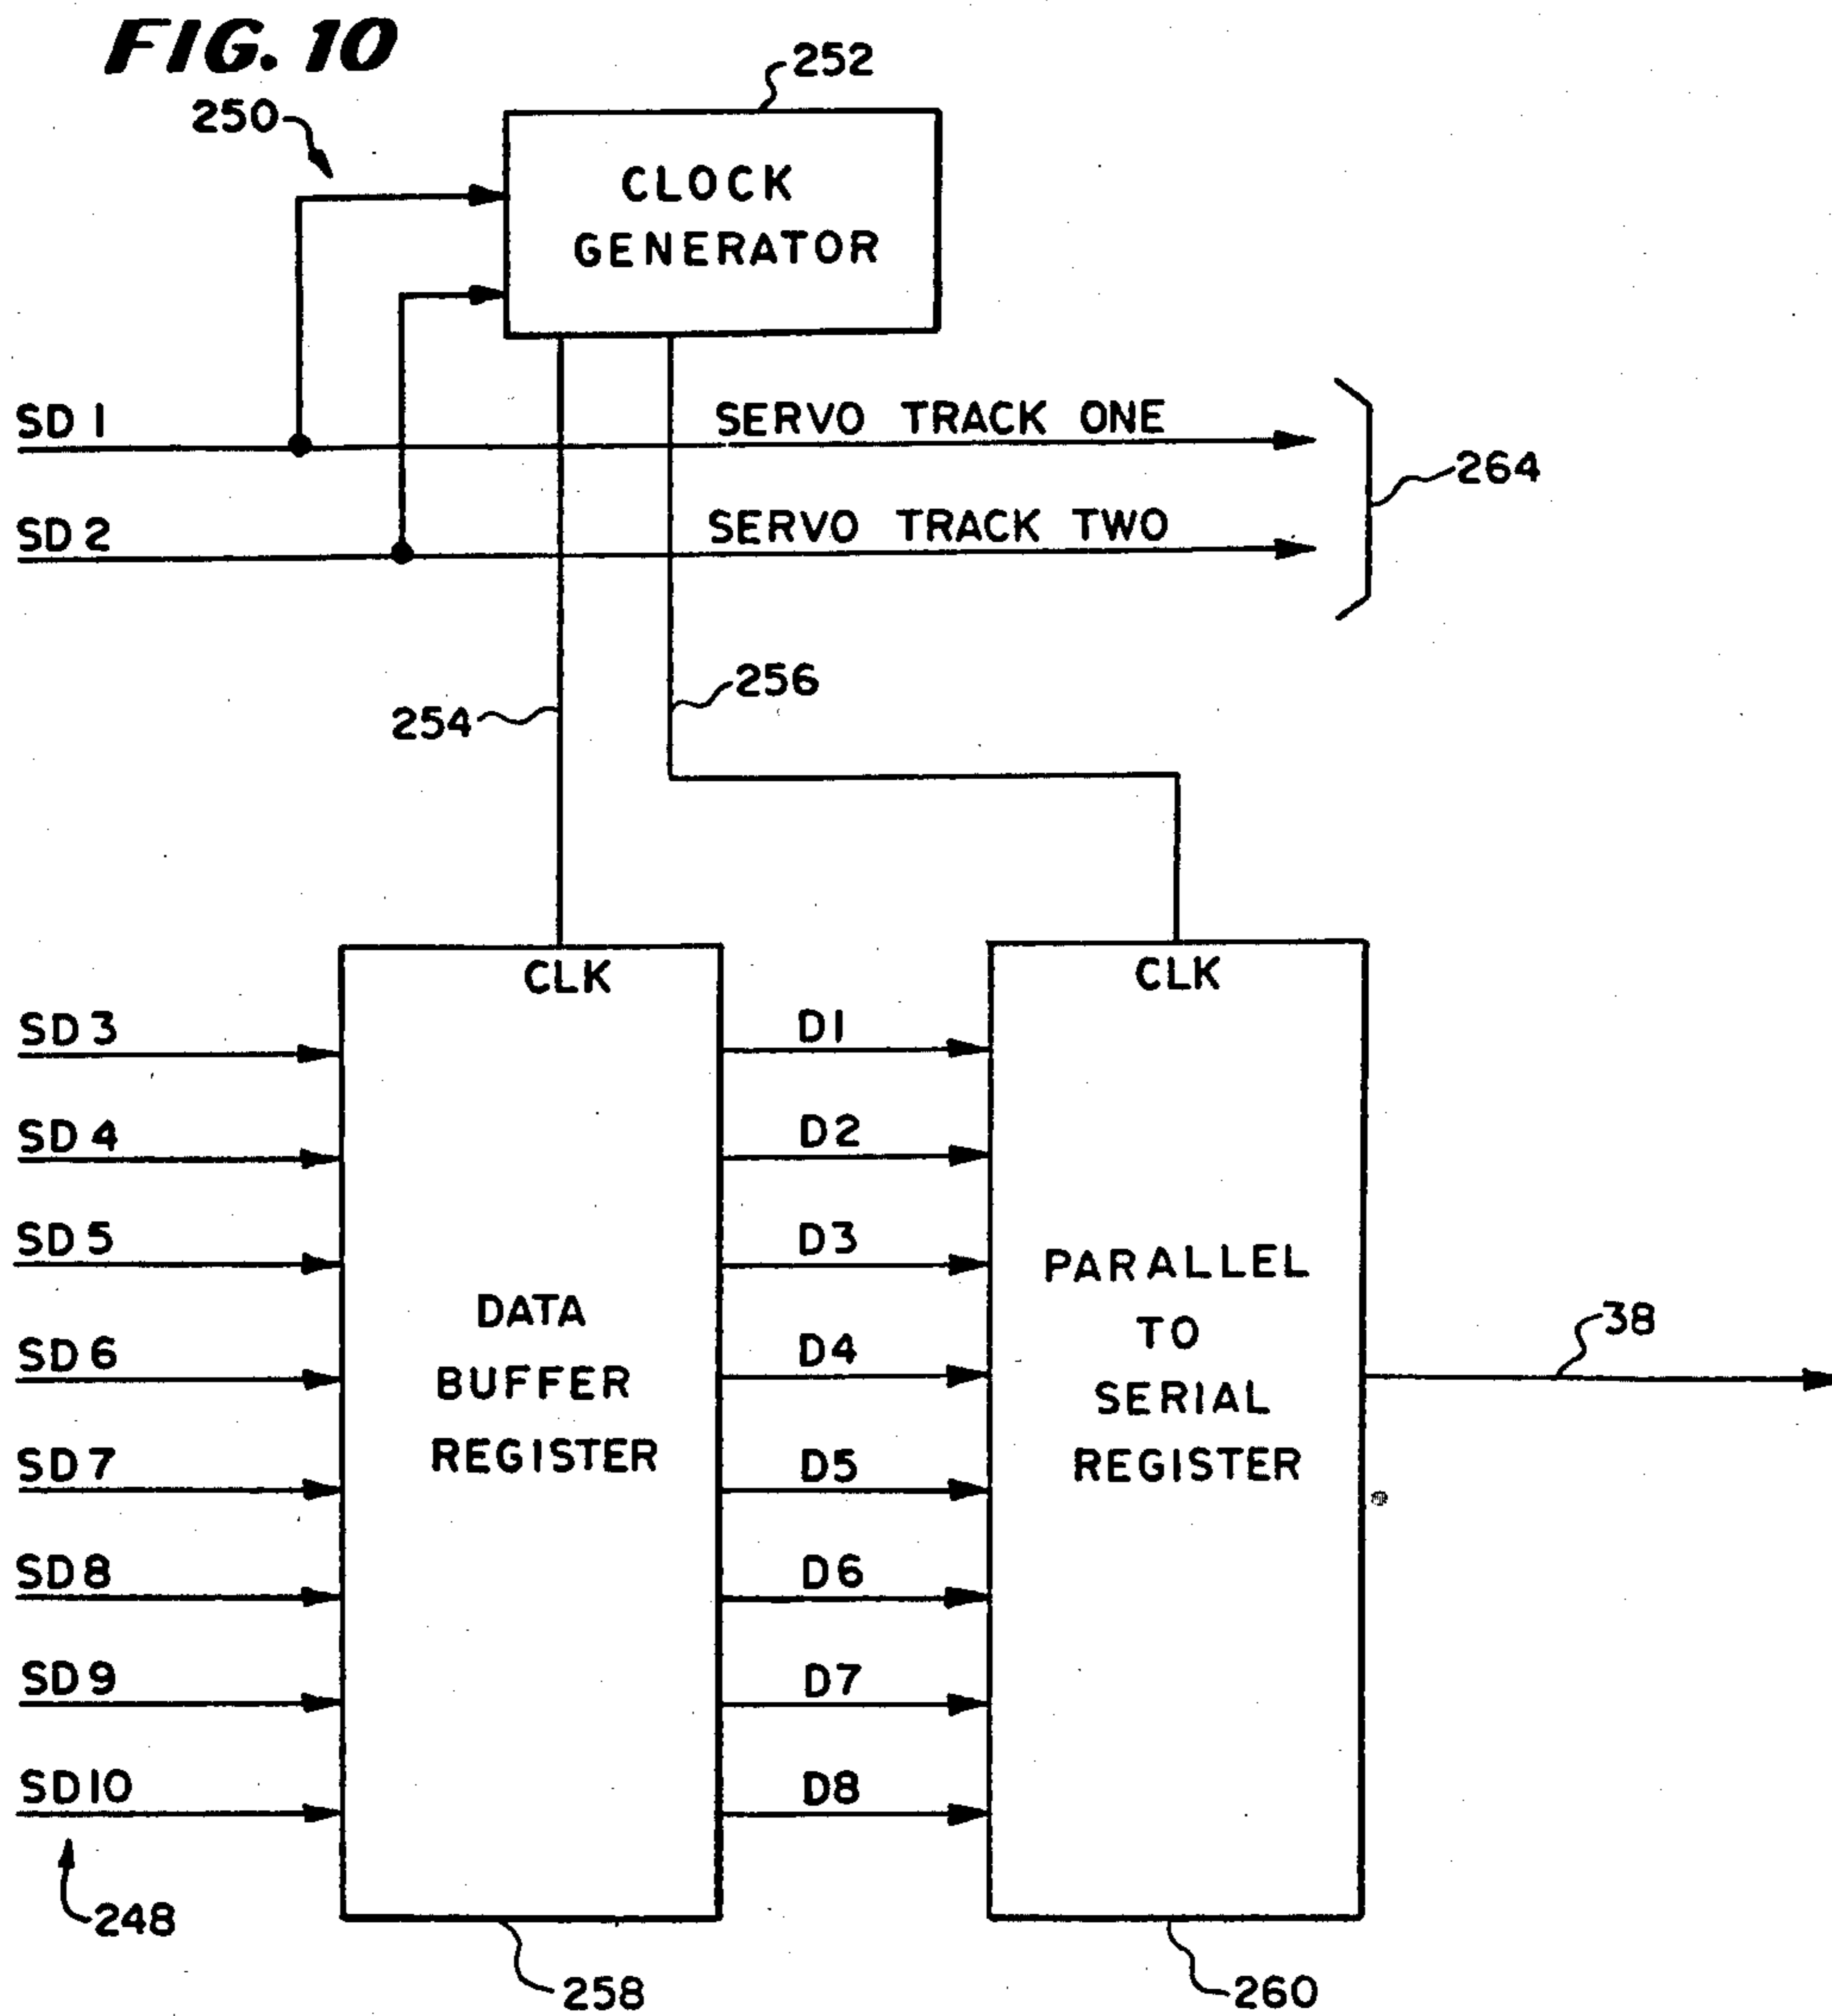 FIG. 10
252
250
CLOCK
GENERATOR
SD 1
SERVO TRACK ONE
264
SD 2
SERVO TRACK TWO
256
254
CLK
CLK
SD 3
D1
SD 4
D2
SD 5
D3
PARALLEL
DATA
TO
38
SD 6
D4
BUFFER
SERIAL
REGISTER
REGISTER
SD 7
D5
SD 8
D6
SD 9
D7
SD 10
D8
248
258
260